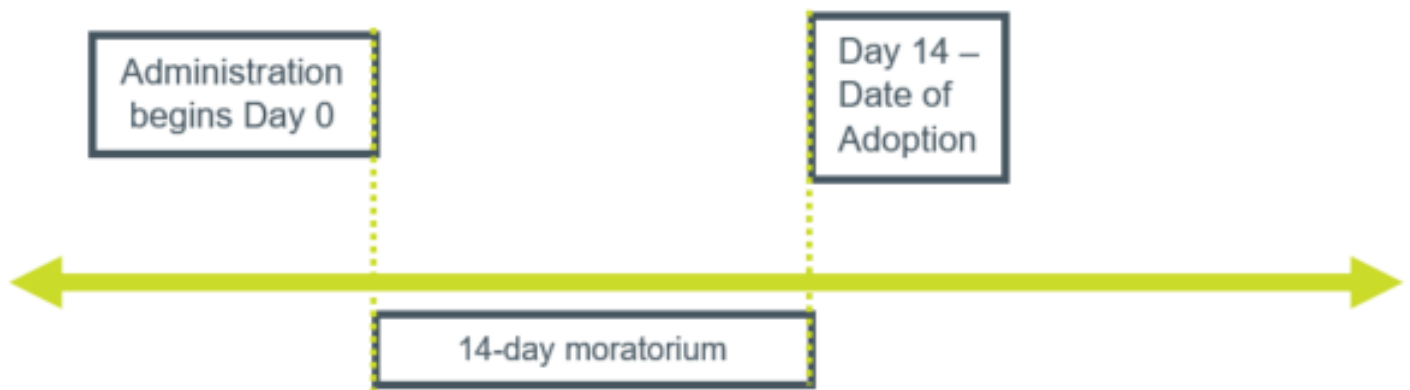 Administration
begins Day 0
Day 14 –
Date of
Adoption
14-day moratorium